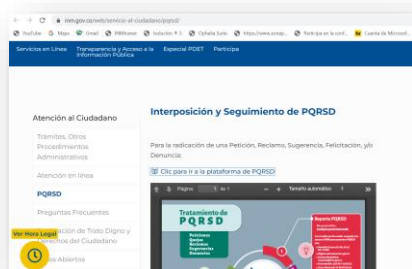 inm.gov.co/web/servicio-al-ciudadano/pqrsd/
YouTube Maps Gmail
Servicios en Línea Transparencia y Acceso a la Información Pública Especial PDET Participa
Atención al Ciudadano
Trámites, Otros
Procedimientos
Administrativos
Atención en línea
PQRSD
Preguntas Frecuentes
de Trato Digno y
Derechos del Ciudadano
Abiertos
Ver Hora Legal
Interposición y Seguimiento de PQRSD
Para la radicación de una Petición, Reclamo, Sugerencia, Felicitación, y/o
Denuncia:
Clic para ir a la plataforma de PQRSD
Página 1 de 1 Tamaño automático
Tratamiento de
PQRSD
Peticiones
Quejas
Reclamos
Sugerencias
Denuncias
Reporte PQRSD